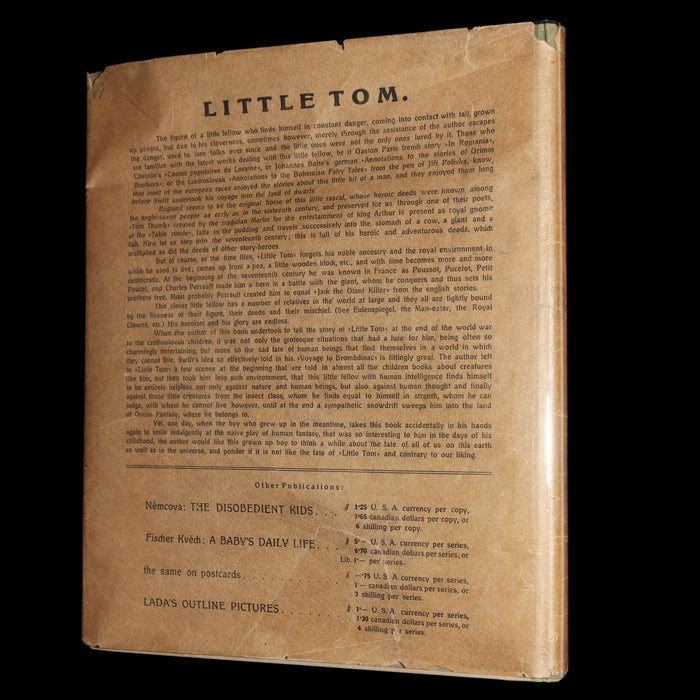 LITTLE TOM.
The figure of a little fellow, who finds himself in constant danger, coming into contact with tall, grown
up people, but due to his cleverness, sometimes however, merely through the assistance of the author escapes
the danger, used to lure folks ever since and the little ones were not the only ones lured by it. Those who
are familiar with the latest works dealing with this little fellow, be it Gaston Paris french story »In Romania«,
Cosquin's »Contes populaires de Loraine«, or Johannes Bolte's german »Annotations to the stories of Grimm
Brothers«, or the czechoslovak »Annotations to the Bohemian Fairy Tales« from the pen of Jiří Polívka, know,
that most of the european races enjoyed the stories about this little bit of a man, and they enjoyed them long
before Swift undertook his voyage into the land of dwarfs.
England seems to be the original home of this little rascal, whose heroic deeds were known among
the anglo-saxon people as early as in the sixteenth century, and preserved for us through one of their poets,
»Tom Thumb« created by the magician Merlin for the entertainment of king Arthur is present as royal gnome
at the »Table ronde«, falls in the pudding and travels successively into the stomach of a cow, a giant and a
fish. Now let us step into the seventeenth century; this is full of his heroic and adventurous deeds, which
multiplied as did the deeds of other story-heroes.
But of course, as the time flies, »Little Tom« forgets his noble ancestry and the royal environment in
which he used to live; comes up from a pea, a little wooden block, etc., and with time becomes more and more
democratic. As the beginning of the seventeenth century he was known in France as Poussot, Pucelot, Petit
Poucet, and Charles Perrault made him a hero in a battle with the giant, whom he conquers and thus sets his
brothers free. Most probably Perrault created him to equal »Jack the Giant Killer« from the english stories.
This clever little fellow has a number of relatives in the world at large and they all are tightly bound
by the likeness of their figure, their deeds and their mischief. (See Eulenspiegel, the Man-eater, the Royal
Clowns, etc.) His heroism and his glory are endless.
When the author of this book undertook to tell the story of »Little Tom« at the end of the world war
to the czechoslovak children, it was not only the grotesque situations that had a lure for him, being often so
charmingly entertaining, but more so the sad fate of human beings that find themselves in a world in which
they cannot live. Swift's idea so effectively told in his »Voyage to Brombdinac« is fittingly great. The author left
to »Little Tom« a few scenes at the beginning that are told in almost all the children books about creatures
like him, but then took him into such environment, that this little fellow with human intelligence finds himself
to be entirely helpless not only against nature and human beings, but also against human thought and finally
against those little creatures from the insect class, whom he finds equal to himself in strength, whom he can
judge, with whom he cannot live however, until at the end a sympathetic snowdrift sweeps him into the land
of Queen Fantasy, where he belongs to.
Yet, one day, when the boy who grew up in the meantime, takes this book accidentally in his hands
again to smile indulgently at the naive play of human fantasy, that was so interesting to him in the days of his
childhood, the author would like this grown up boy to think a while about the fate of all of us on this earth
as well as in the universe, and ponder if it is not like the fate of »Little Tom« and contrary to our liking.
Other Publications:
Němcova: THE DISOBEDIENT KIDS. . . . $ 1·25 U. S. A. currency per copy,
1·65 canadian dollars per copy, or
6 shilling per copy.
Fischer Kvěch: A BABY'S DAILY LIFE. . . . $ 5·— U. S. A. currency per series,
6·70 canadian dollars per series, or
Lib. 1·— per series.
the same on postcards . . . . . . . . . . $ —·75 U. S. A. currency per series,
1·— canadian dollars per series, or
3 shilling per series.
LADA'S OUTLINE PICTURES . . . . . . . $ 1·— U. S. A. currency per series,
1·30 canadian dollars per series, or
4 shilling per series.